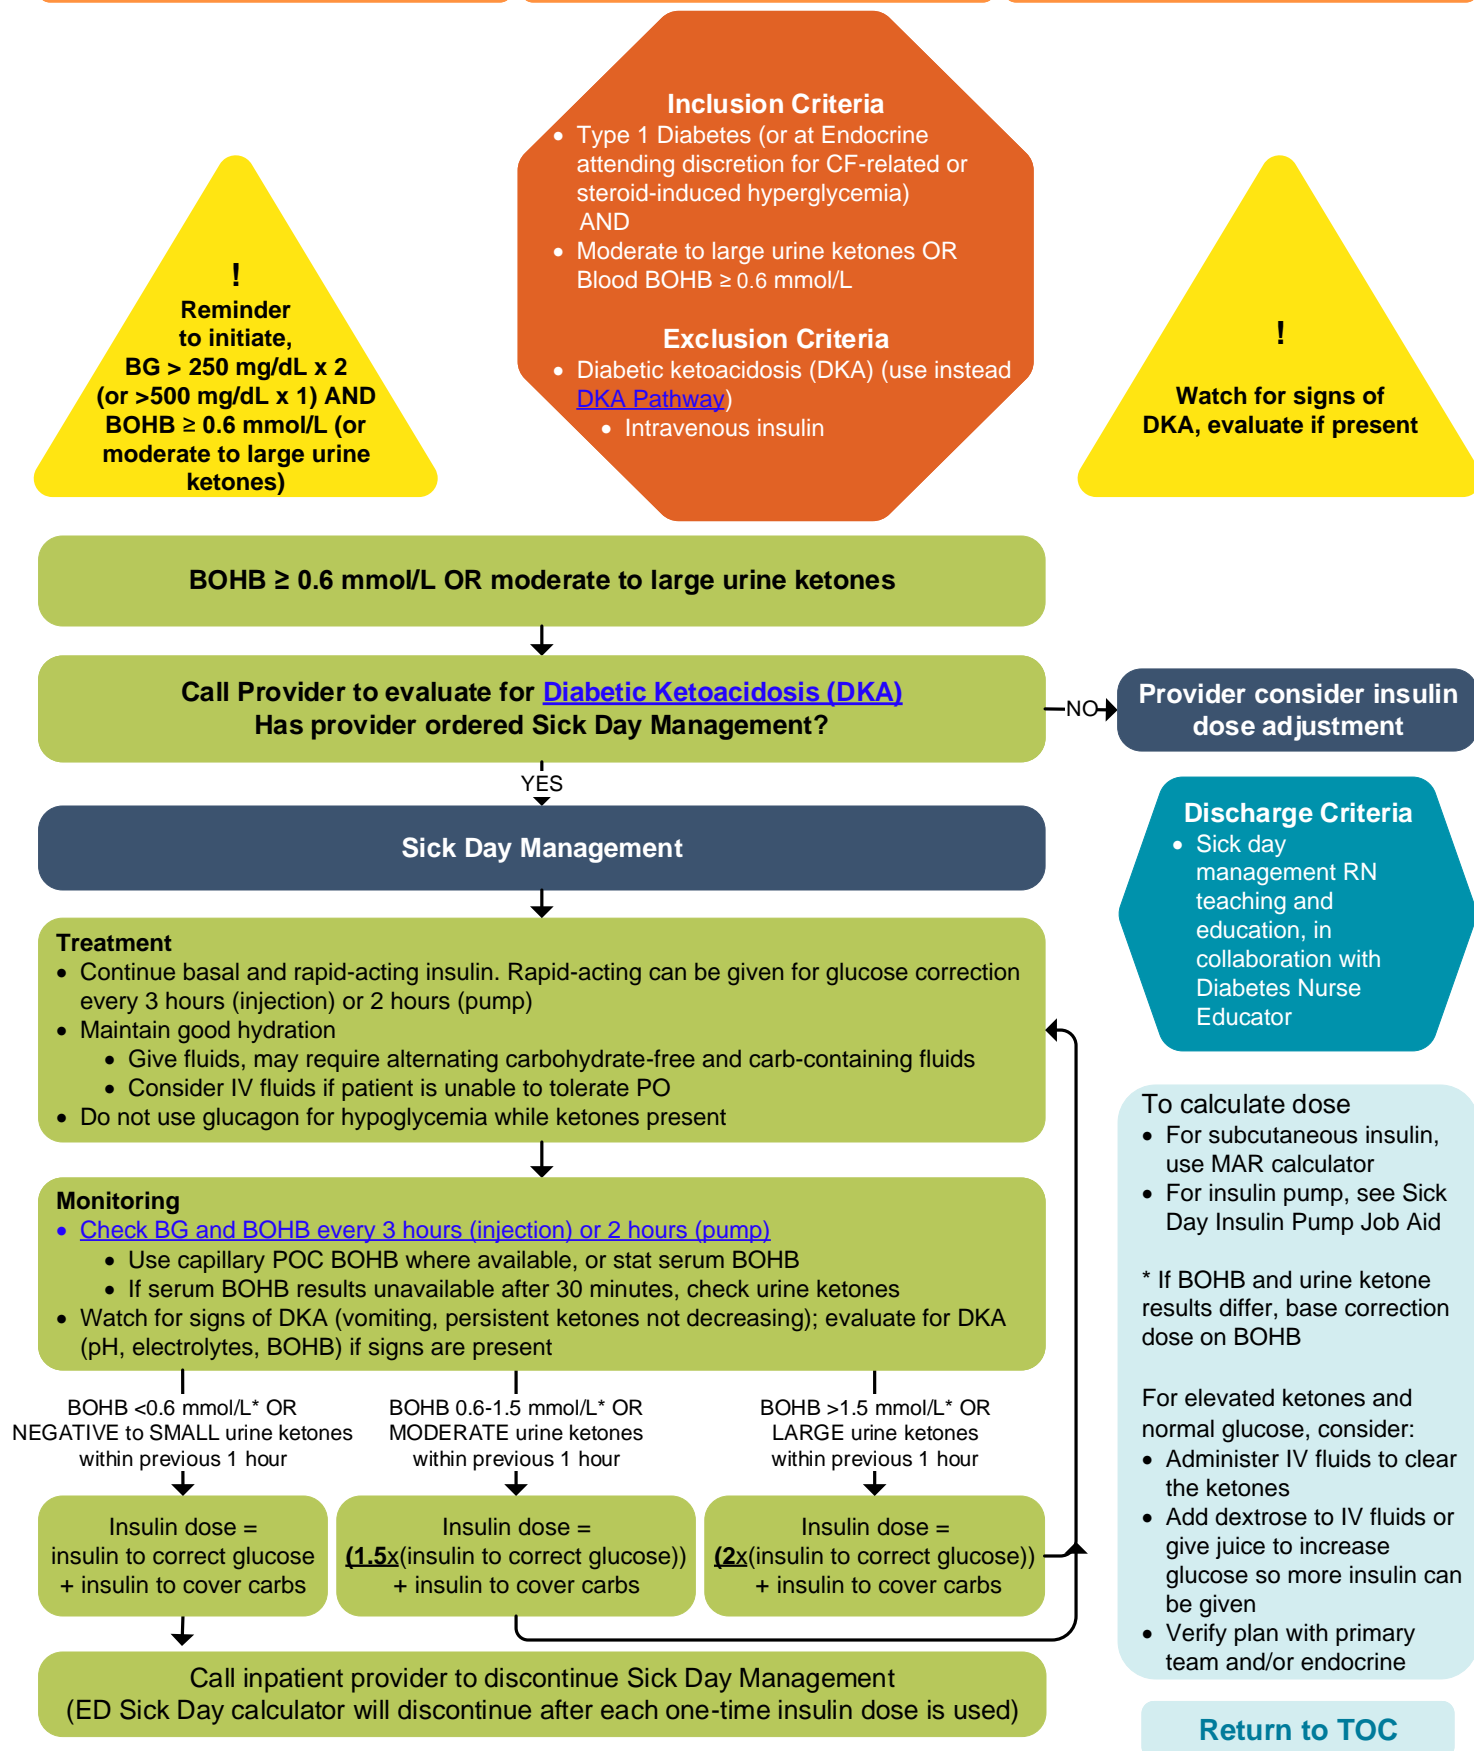 Inclusion Criteria
• Type 1 Diabetes (or at Endocrine
attending discretion for CF-related or
steroid-induced hyperglycemia)
AND
• Moderate to large urine ketones OR
Blood BOHB ≥ 0.6 mmol/L
Exclusion Criteria
• Diabetic ketoacidosis (DKA) (use instead
DKA Pathway)
• Intravenous insulin
!
Reminder
to initiate,
BG > 250 mg/dL x 2
(or >500 mg/dL x 1) AND
BOHB ≥ 0.6 mmol/L (or
moderate to large urine
ketones)
!
Watch for signs of
DKA, evaluate if present
BOHB ≥ 0.6 mmol/L OR moderate to large urine ketones
Call Provider to evaluate for Diabetic Ketoacidosis (DKA)
Has provider ordered Sick Day Management?
NO
Provider consider insulin
dose adjustment
YES
Sick Day Management
Discharge Criteria
• Sick day
management RN
teaching and
education, in
collaboration with
Diabetes Nurse
Educator
Treatment
• Continue basal and rapid-acting insulin. Rapid-acting can be given for glucose correction
every 3 hours (injection) or 2 hours (pump)
• Maintain good hydration
• Give fluids, may require alternating carbohydrate-free and carb-containing fluids
• Consider IV fluids if patient is unable to tolerate PO
• Do not use glucagon for hypoglycemia while ketones present
Monitoring
• Check BG and BOHB every 3 hours (injection) or 2 hours (pump)
• Use capillary POC BOHB where available, or stat serum BOHB
• If serum BOHB results unavailable after 30 minutes, check urine ketones
• Watch for signs of DKA (vomiting, persistent ketones not decreasing); evaluate for DKA
(pH, electrolytes, BOHB) if signs are present
BOHB <0.6 mmol/L* OR
NEGATIVE to SMALL urine ketones
within previous 1 hour
BOHB 0.6-1.5 mmol/L* OR
MODERATE urine ketones
within previous 1 hour
BOHB >1.5 mmol/L* OR
LARGE urine ketones
within previous 1 hour
Insulin dose =
insulin to correct glucose
+ insulin to cover carbs
Insulin dose =
(1.5x(insulin to correct glucose))
+ insulin to cover carbs
Insulin dose =
(2x(insulin to correct glucose))
+ insulin to cover carbs
Call inpatient provider to discontinue Sick Day Management
(ED Sick Day calculator will discontinue after each one-time insulin dose is used)
To calculate dose
• For subcutaneous insulin,
use MAR calculator
• For insulin pump, see Sick
Day Insulin Pump Job Aid
* If BOHB and urine ketone
results differ, base correction
dose on BOHB
For elevated ketones and
normal glucose, consider:
• Administer IV fluids to clear
the ketones
• Add dextrose to IV fluids or
give juice to increase
glucose so more insulin can
be given
• Verify plan with primary
team and/or endocrine
Return to TOC